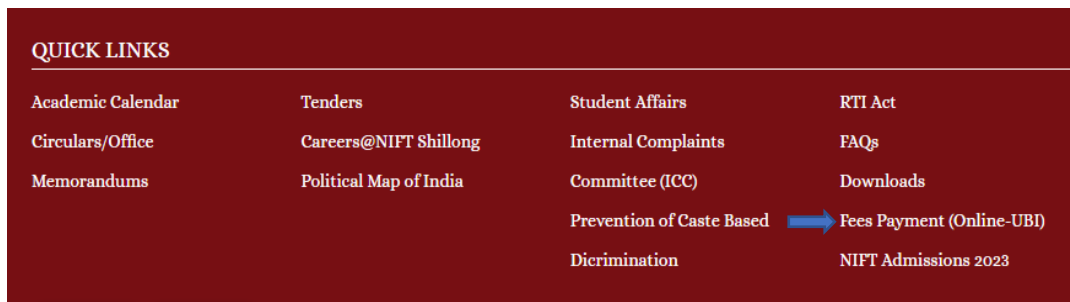 QUICK LINKS
Academic Calendar
Circulars/Office
Memorandums
Tenders
Careers@NIFT Shillong
Political Map of India
Student Affairs
Internal Complaints
Committee (ICC)
Prevention of Caste Based
Dicrimination
RTI Act
FAQs
Downloads
Fees Payment (Online-UBI)
NIFT Admissions 2023